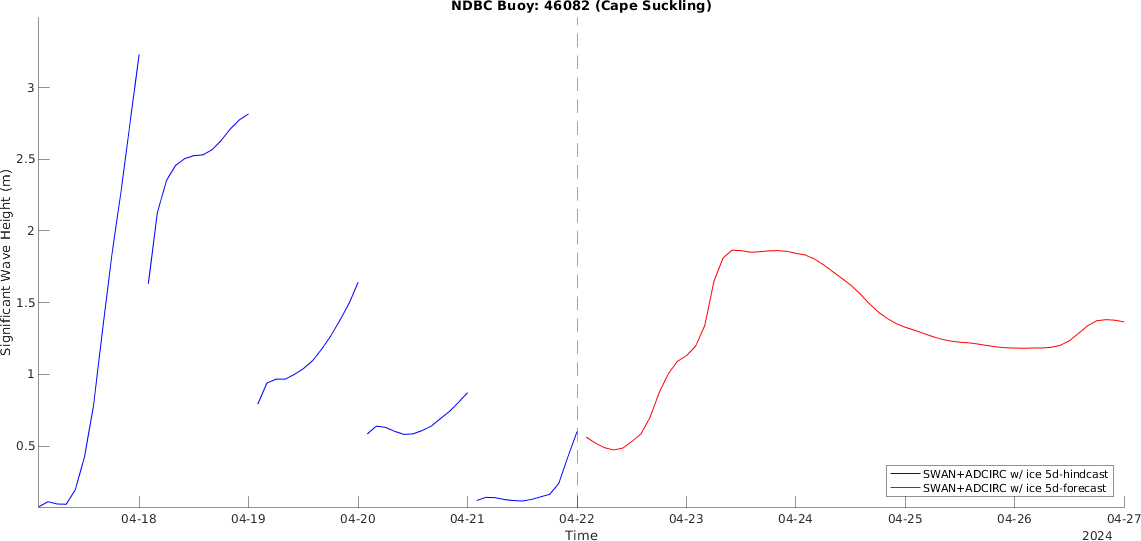 NDBC Buoy: 46082 (Cape Suckling)
Significant Wave Height (m)
3
2.5
2
1.5
1
0.5
SWAN+ADCIRC w/ ice 5d-hindcast
SWAN+ADCIRC w/ ice 5d-forecast
04-18 04-19 04-20 04-21 04-22 04-23 04-24 04-25 04-26 04-27
Time
2024